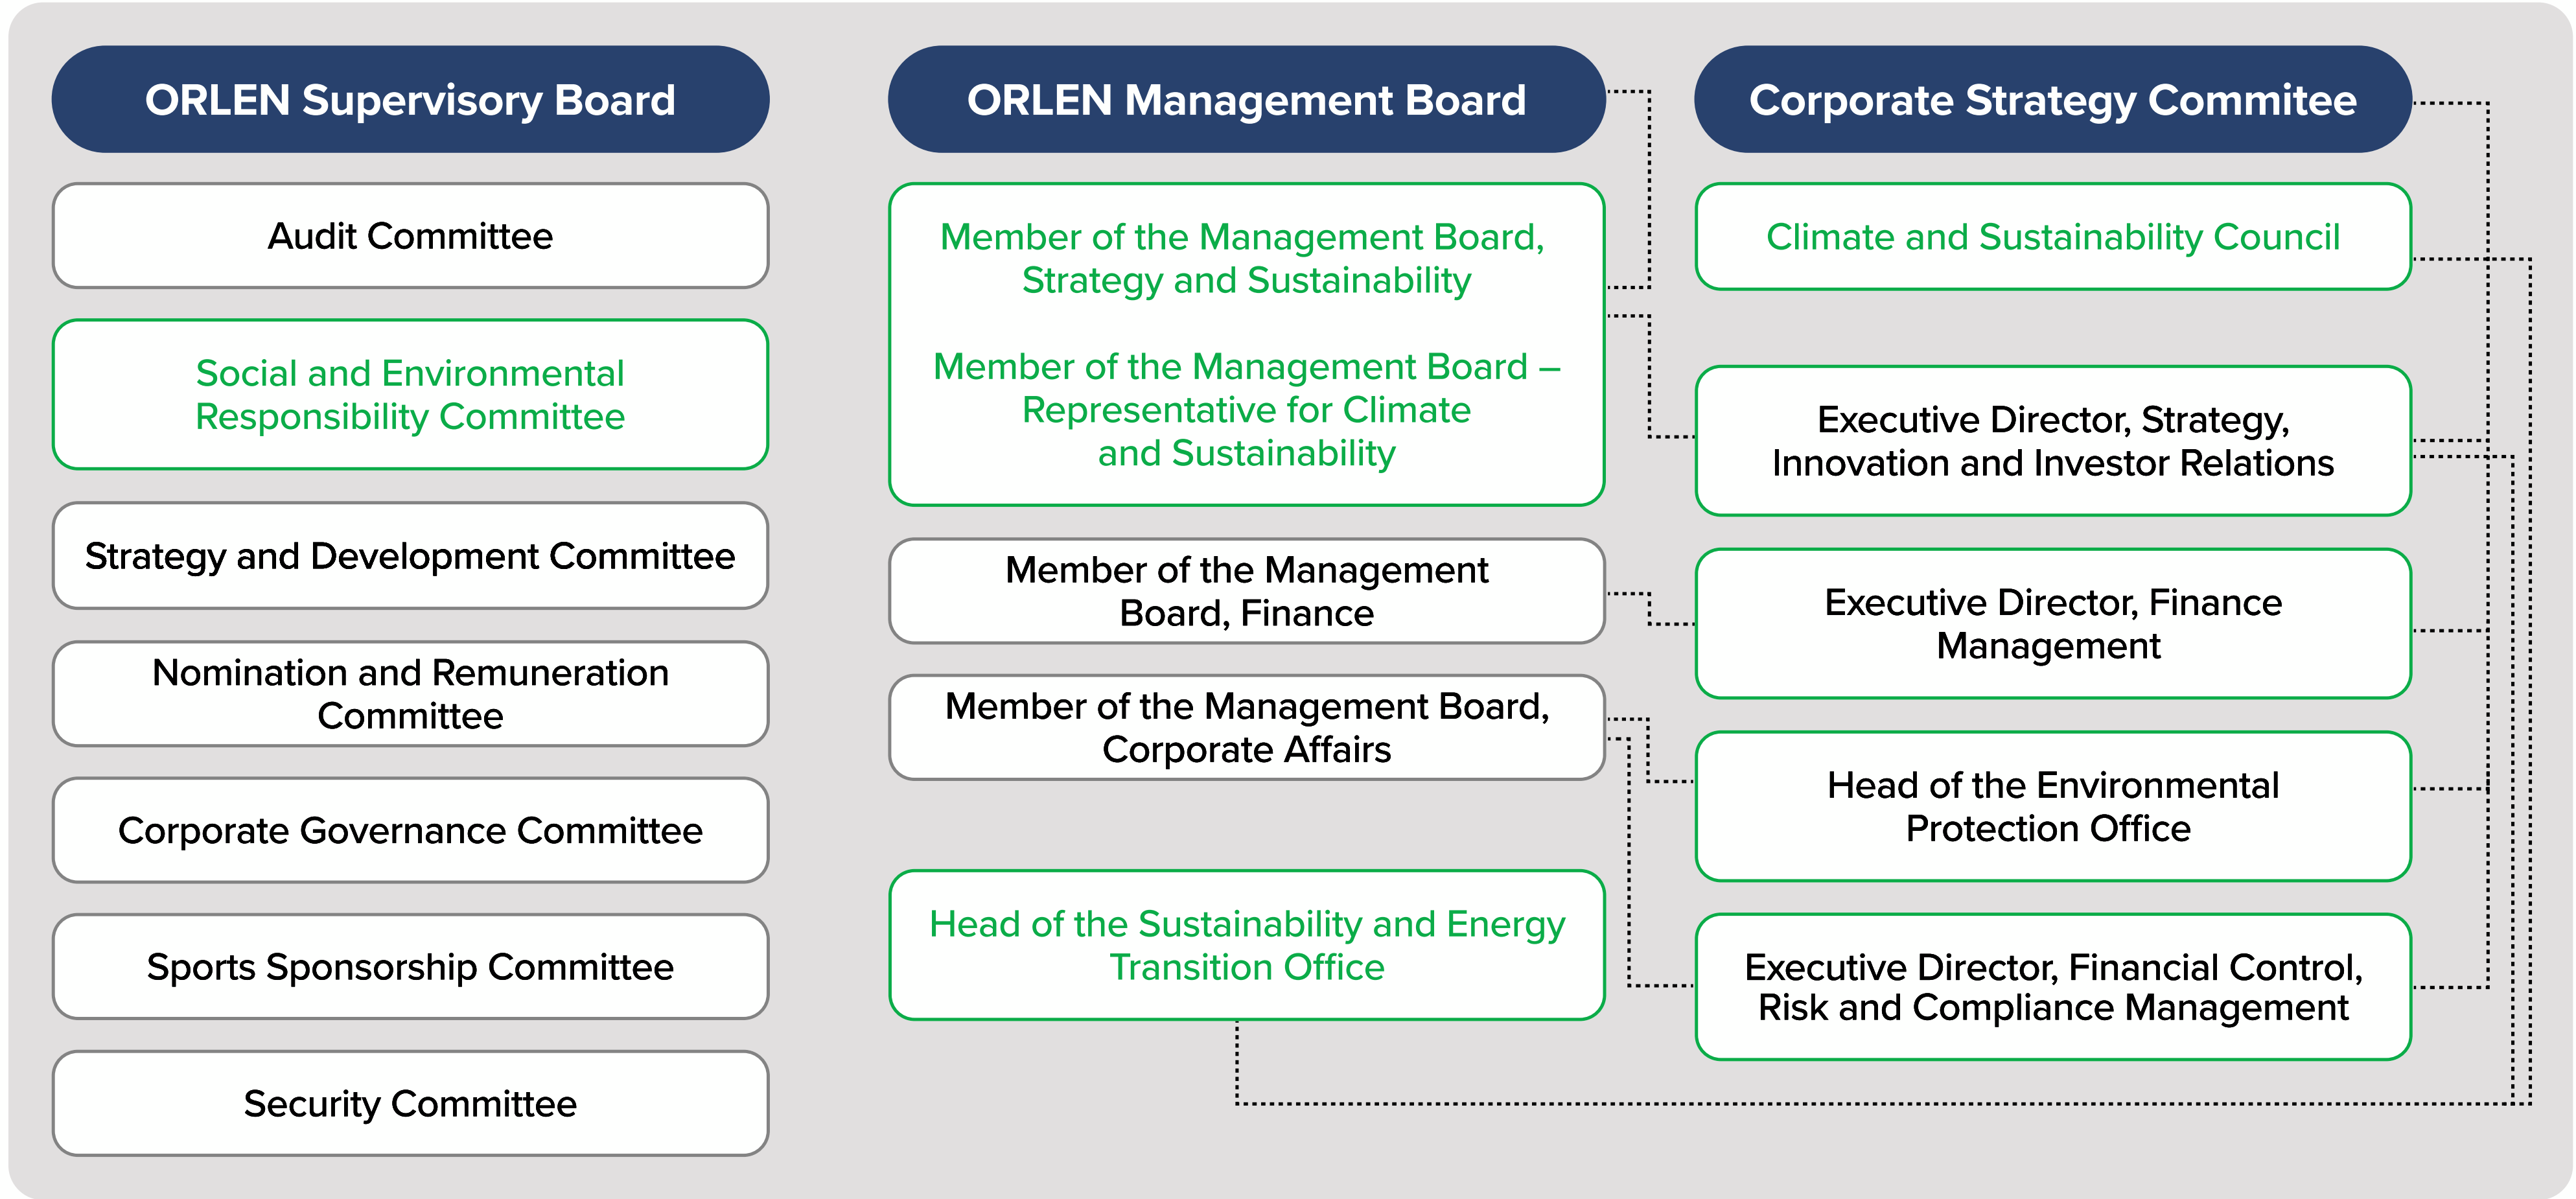 ORLEN Supervisory Board
Audit Committee
Social and Environmental
Responsibility Committee
Strategy and Development Committee
Nomination and Remuneration
Committee
Corporate Governance Committee
Sports Sponsorship Committee
Security Committee
ORLEN Management Board
Member of the Management Board,
Strategy and Sustainability
Member of the Management Board –
Representative for Climate
and Sustainability
Member of the Management
Board, Finance
Member of the Management Board,
Corporate Affairs
Head of the Sustainability and Energy
Transition Office
Corporate Strategy Commitee
Climate and Sustainability Council
Executive Director, Strategy,
Innovation and Investor Relations
Executive Director, Finance
Management
Head of the Environmental
Protection Office
Executive Director, Financial Control,
Risk and Compliance Management